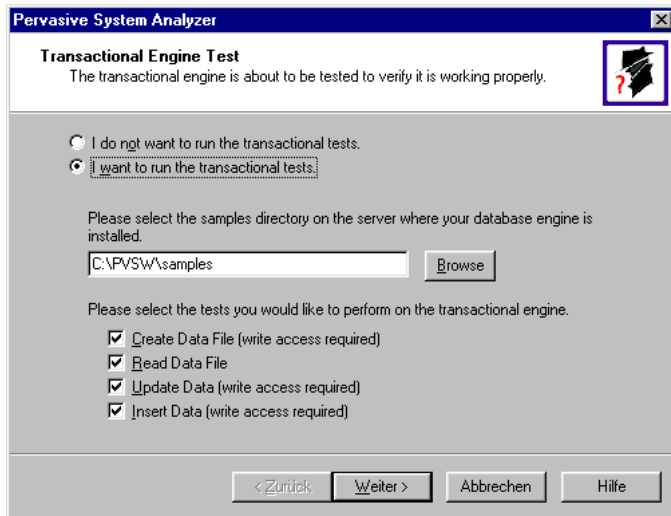 Pervasive System Analyzer
Transactional Engine Test
The transactional engine is about to be tested to verify it is working properly.
?
I do not want to run the transactional tests.
I want to run the transactional tests.
Please select the samples directory on the server where your database engine is
installed.
C:\PVSW\samples
Browse
Please select the tests you would like to perform on the transactional engine.
Create Data File (write access required)
Read Data File
Update Data (write access required)
Insert Data (write access required)
< Zurück
Weiter >
Abbrechen
Hilfe